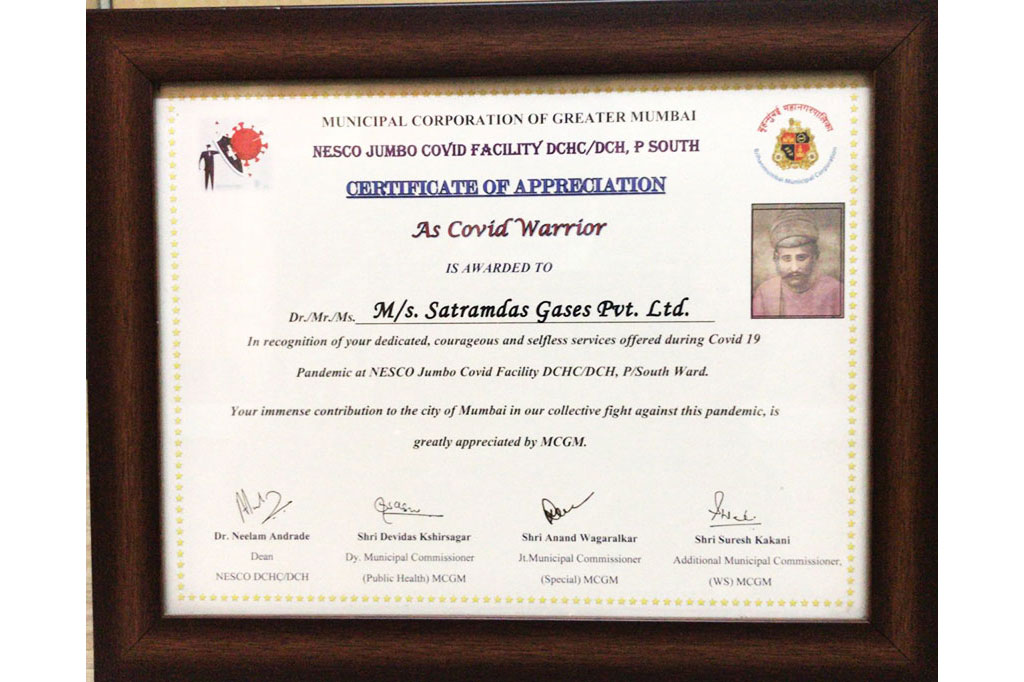 MUNICIPAL CORPORATION OF GREATER MUMBAI
NESCO JUMBO COVID FACILITY DCHC/DCH, P SOUTH
बृहन्मुंबई महानगरपालिका
Brihanmumbai Municipal Corporation
CERTIFICATE OF APPRECIATION
As Covid Warrior
IS AWARDED TO
Dr./Mr./Ms. M/s. Satramdas Gases Pvt. Ltd.
In recognition of your dedicated, courageous and selfless services offered during Covid 19
Pandemic at NESCO Jumbo Covid Facility DCHC/DCH, P/South Ward.
Your immense contribution to the city of Mumbai in our collective fight against this pandemic, is
greatly appreciated by MCGM.
Dr. Neelam Andrade
Dean
NESCO DCHC/DCH
Shri Devidas Kshirsagar
Dy. Municipal Commissioner
(Public Health) MCGM
Shri Anand Wagaralkar
Jt.Municipal Commissioner
(Special) MCGM
Shri Suresh Kakani
Additional Municipal Commissioner,
(WS) MCGM